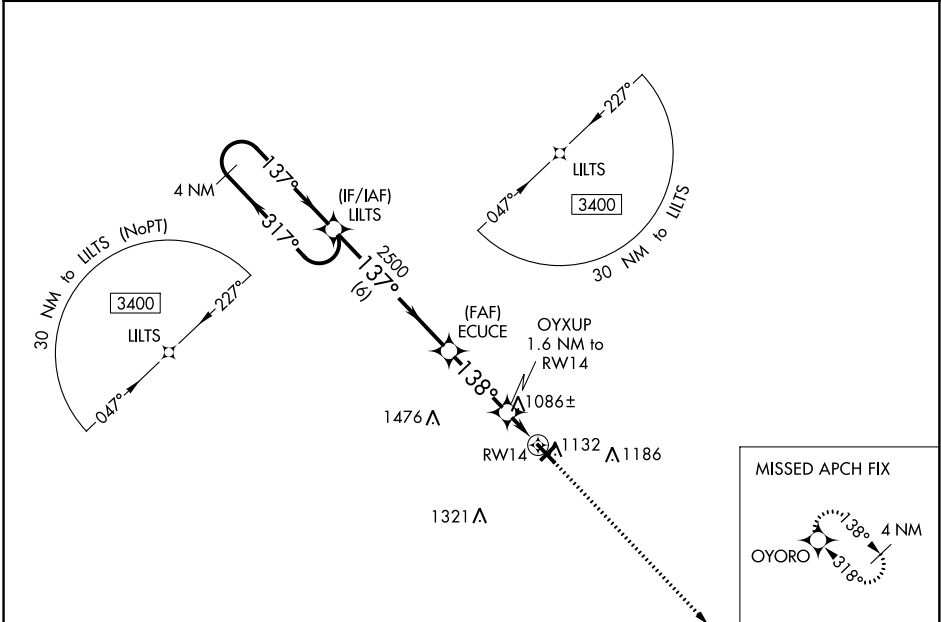 227°
LILTS
047°
3400
30 NM to LILTS
4 NM
137°
317°
(IF/IAF)
LILTS
2500
137°
(6)
30 NM to LILTS (NoPT)
3400
227°
LILTS
047°
(FAF)
ECUCE
OYXUP
1.6 NM to
RW14
138°
1086±
1476
RW14
1132
1186
1321
MISSED APCH FIX
138°
4 NM
OYORO
318°